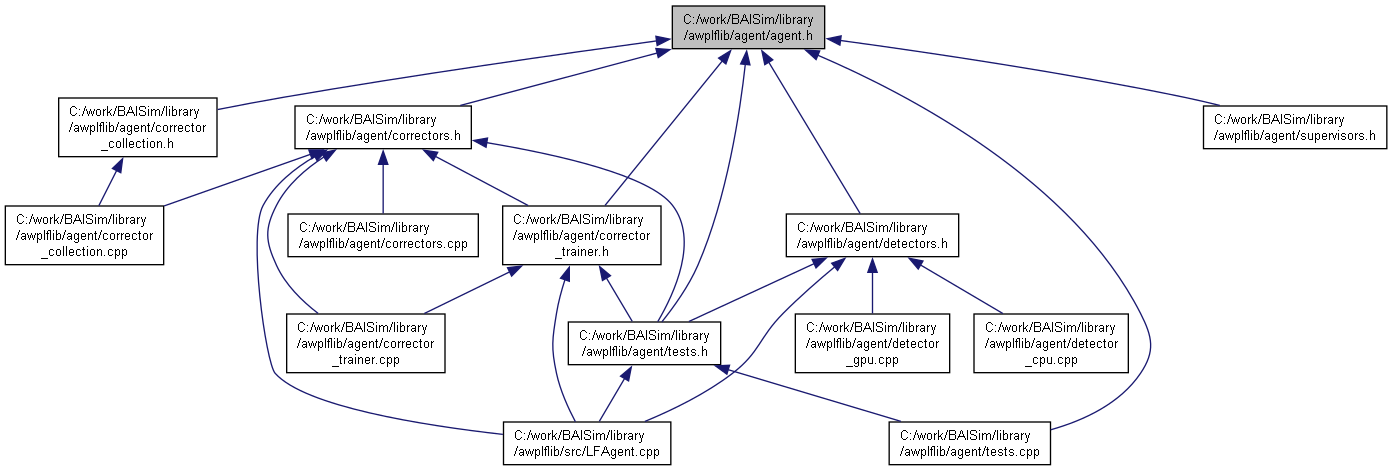 C:/work/BAISim/library
/awplflib/agent/agent.h
C:/work/BAISim/library
/awplflib/agent/corrector
_collection.h
C:/work/BAISim/library
/awplflib/agent/correctors.h
C:/work/BAISim/library
/awplflib/agent/supervisors.h
C:/work/BAISim/library
/awplflib/agent/corrector
_collection.cpp
C:/work/BAISim/library
/awplflib/agent/correctors.cpp
C:/work/BAISim/library
/awplflib/agent/corrector
_trainer.h
C:/work/BAISim/library
/awplflib/agent/detectors.h
C:/work/BAISim/library
/awplflib/agent/corrector
_trainer.cpp
C:/work/BAISim/library
/awplflib/agent/tests.h
C:/work/BAISim/library
/awplflib/agent/detector
_gpu.cpp
C:/work/BAISim/library
/awplflib/agent/detector
_cpu.cpp
C:/work/BAISim/library
/awplflib/src/LFAgent.cpp
C:/work/BAISim/library
/awplflib/agent/tests.cpp